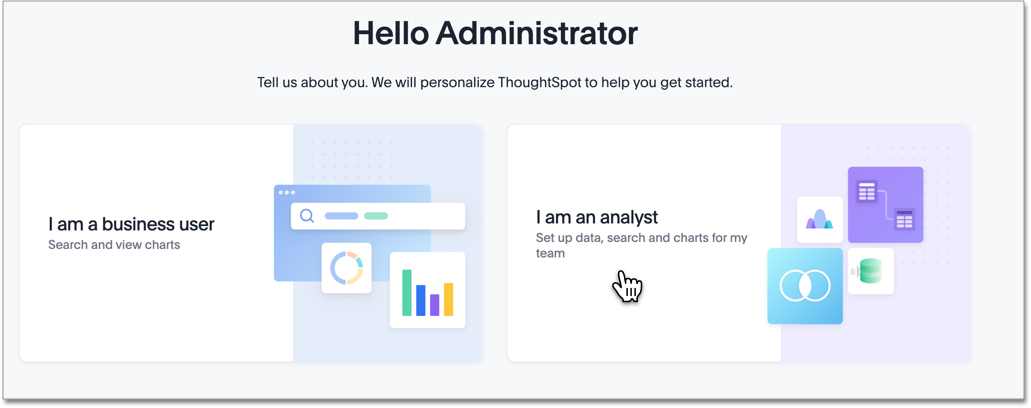 Hello Administrator
Tell us about you. We will personalize ThoughtSpot to help you get started.
I am a business user
Search and view charts
I am an analyst
Set up data, search and charts for my
team